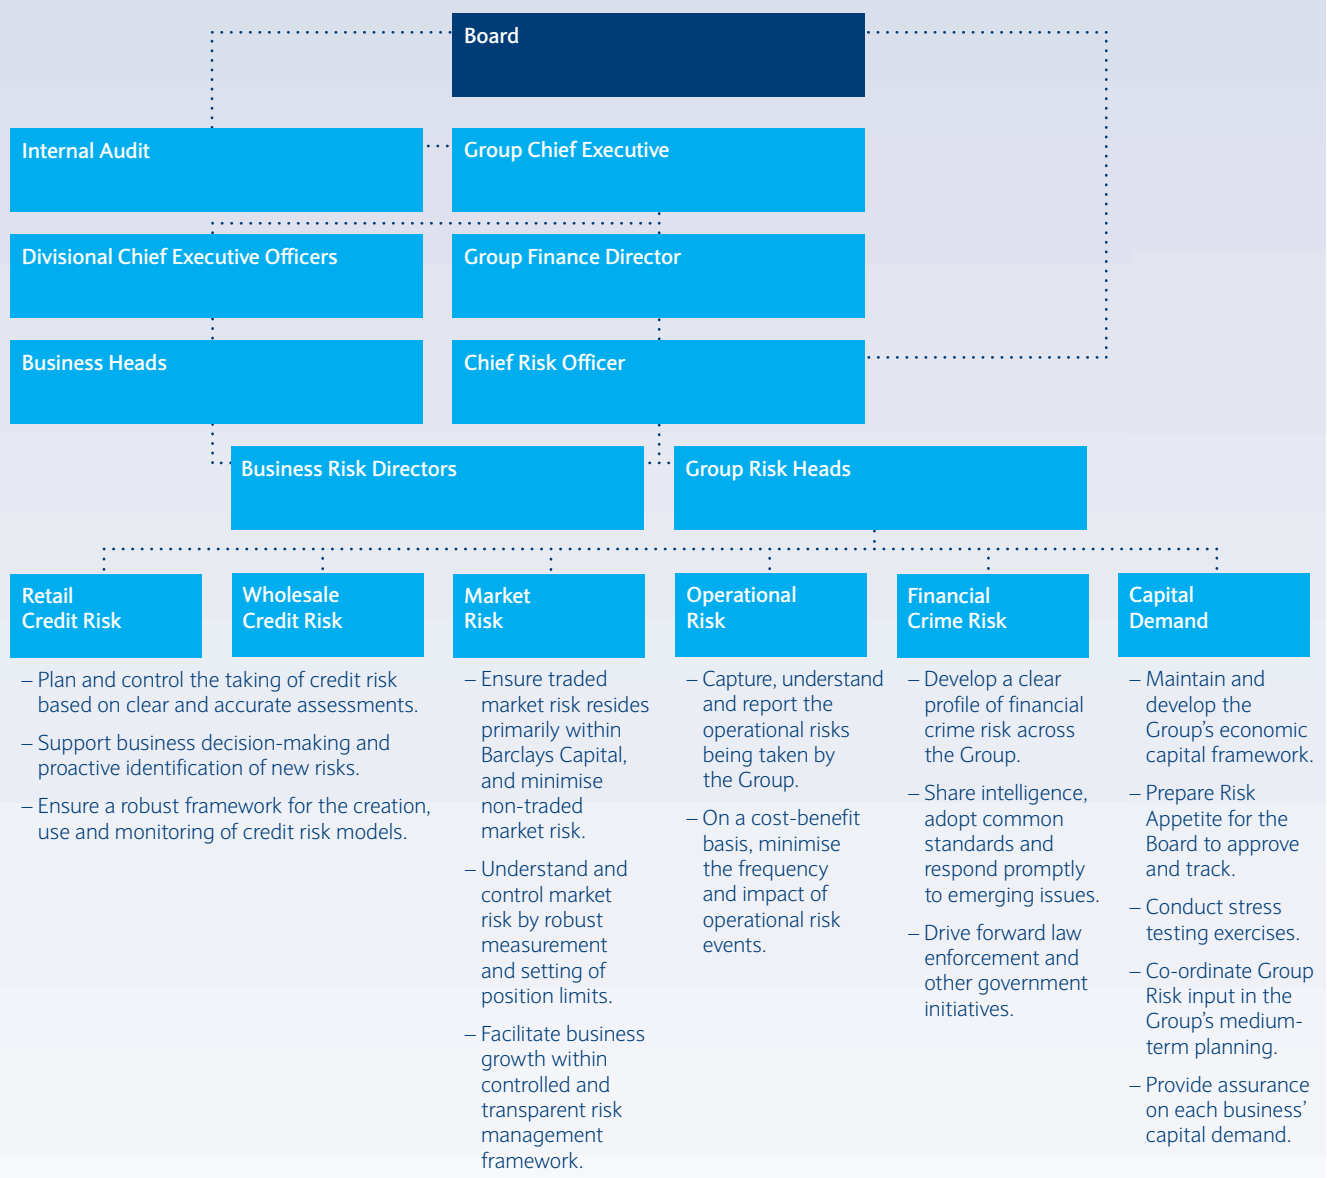 Board
Internal Audit
Group Chief Executive
Divisional Chief Executive Officers
Group Finance Director
Business Heads
Chief Risk Officer
Business Risk Directors
Group Risk Heads
Retail
Credit Risk
Wholesale
Credit Risk
– Plan and control the taking of credit risk
based on clear and accurate assessments.
– Support business decision-making and
proactive identification of new risks.
– Ensure a robust framework for the creation,
use and monitoring of credit risk models.
Market
Risk
– Ensure traded
market risk resides
primarily within
Barclays Capital,
and minimise
non-traded
market risk.
– Understand and
control market
risk by robust
measurement
and setting of
position limits.
– Facilitate business
growth within
controlled and
transparent risk
management
framework.
Operational
Risk
– Capture, understand
and report the
operational risks
being taken by
the Group.
– On a cost-benefit
basis, minimise
the frequency
and impact of
operational risk
events.
Financial
Crime Risk
– Develop a clear
profile of financial
crime risk across
the Group.
– Share intelligence,
adopt common
standards and
respond promptly
to emerging issues.
– Drive forward law
enforcement and
other government
initiatives.
Capital
Demand
– Maintain and
develop the
Group’s economic
capital framework.
– Prepare Risk
Appetite for the
Board to approve
and track.
– Conduct stress
testing exercises.
– Co-ordinate Group
Risk input in the
Group’s medium-
term planning.
– Provide assurance
on each business’
capital demand.